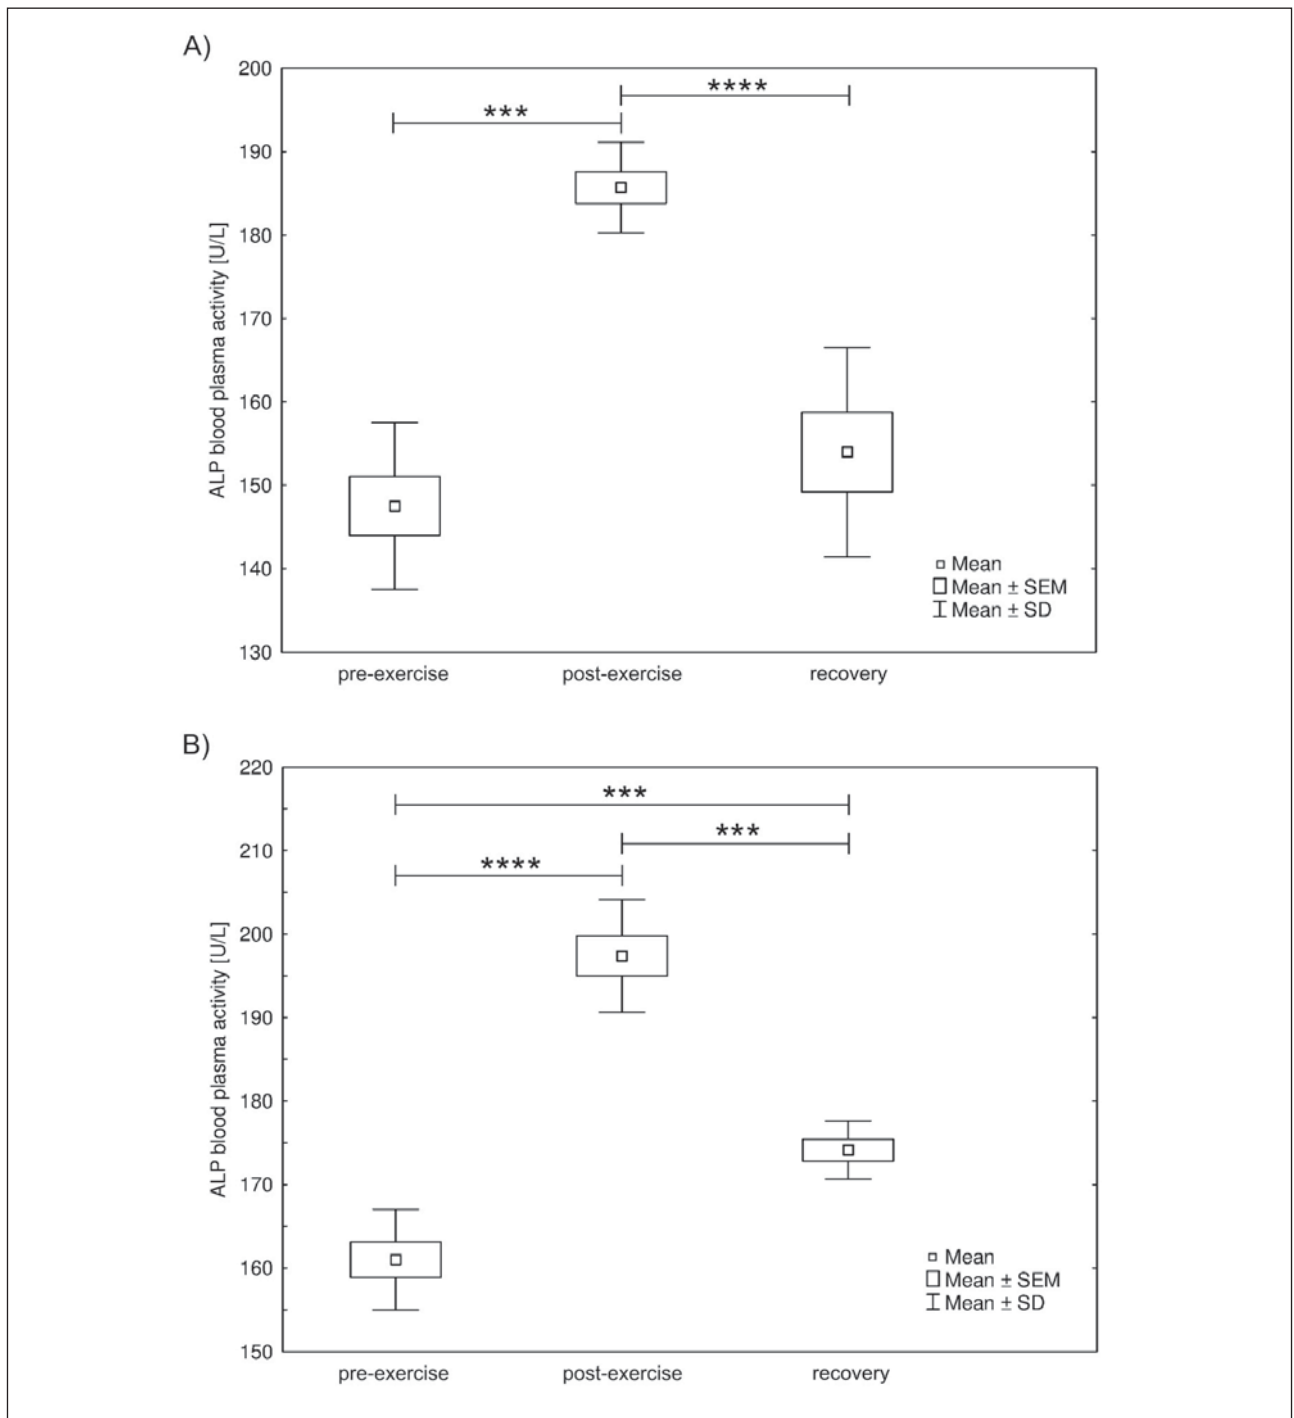 A)
200
****
***
190
180
170
160
150
140
130
ALP blood plasma activity [U/L]
Mean
Mean ± SEM
Mean ± SD
pre-exercise post-exercise recovery
B)
220
***
***
210
****
200
190
180
170
160
150
ALP blood plasma activity [U/L]
Mean
Mean ± SEM
Mean ± SD
pre-exercise post-exercise recovery